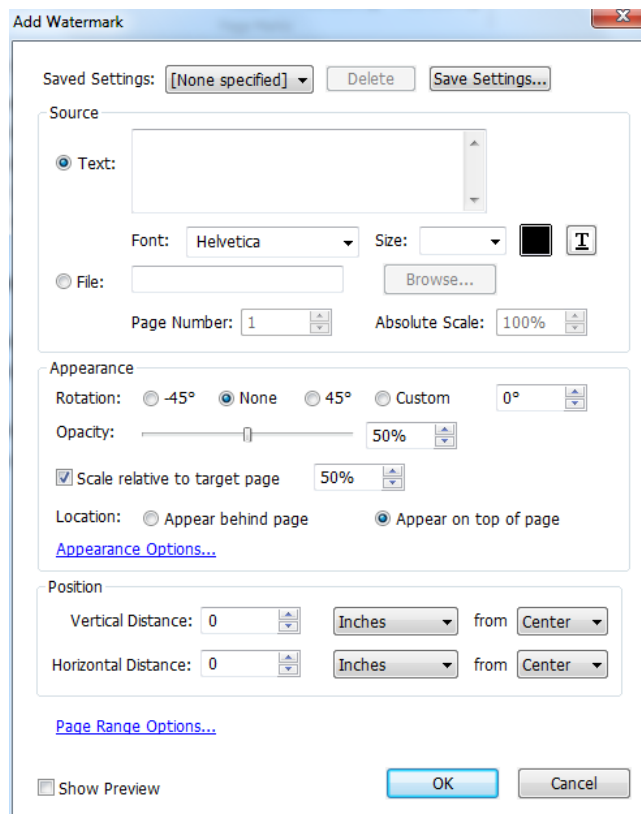 Add Watermark
Saved Settings: [None specified] Delete Save Settings...
Source
Text:
Font: Helvetica Size: T
File: Browse...
Page Number: 1 Absolute Scale: 100%
Appearance
Rotation: -45° None 45° Custom 0°
Opacity: 50%
Scale relative to target page 50%
Location: Appear behind page Appear on top of page
Appearance Options...
Position
Vertical Distance: 0 Inches from Center
Horizontal Distance: 0 Inches from Center
Page Range Options...
Show Preview OK Cancel